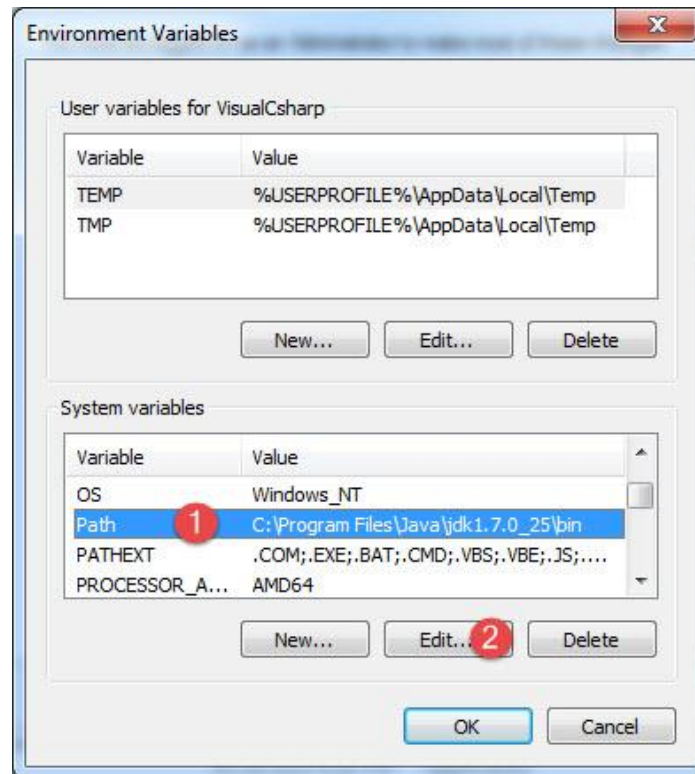 Environment Variables
User variables for VisualCsharp
Variable Value
TEMP %USERPROFILE%\AppData\Local\Temp
TMP %USERPROFILE%\AppData\Local\Temp
New... Edit... Delete
System variables
Variable Value
OS Windows_NT
Path 1 C:\Program Files\Java\jdk1.7.0_25\bin
PATHEXT .COM;.EXE;.BAT;.CMD;.VBS;.VBE;.JS;....
PROCESSOR_A... AMD64
New... Edit... 2 Delete
OK Cancel